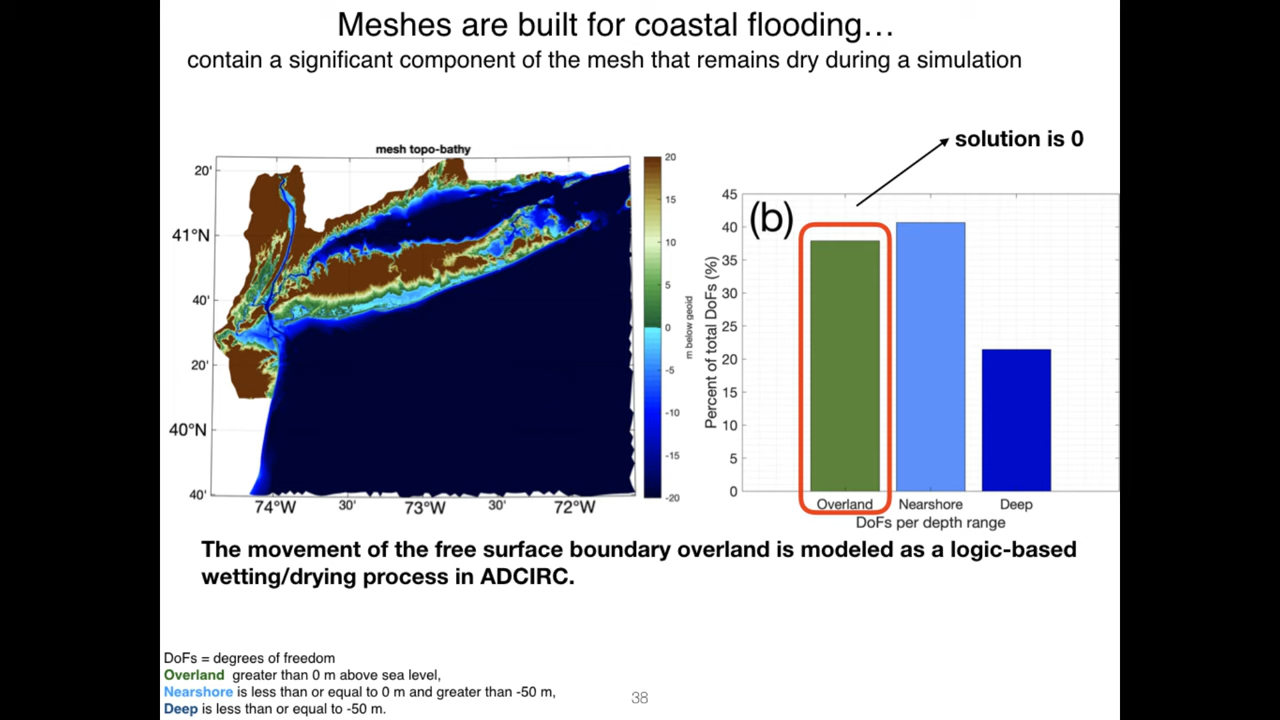 Meshes are built for coastal flooding…
contain a significant component of the mesh that remains dry during a simulation
mesh topo-bathy
20'
41°N
40'
20'
40°N
40'
74°W
30'
73°W
30'
72°W
20
15
10
5
0
-5
-10
-15
-20
m below geoid
solution is 0
(b)
45
40
35
30
25
20
15
10
5
0
Percent of total DoFs (%)
Overland
Nearshore
Deep
DoFs per depth range
The movement of the free surface boundary overland is modeled as a logic-based
wetting/drying process in ADCIRC.
DoFs = degrees of freedom
Overland greater than 0 m above sea level,
Nearshore is less than or equal to 0 m and greater than -50 m,
Deep is less than or equal to -50 m.
38